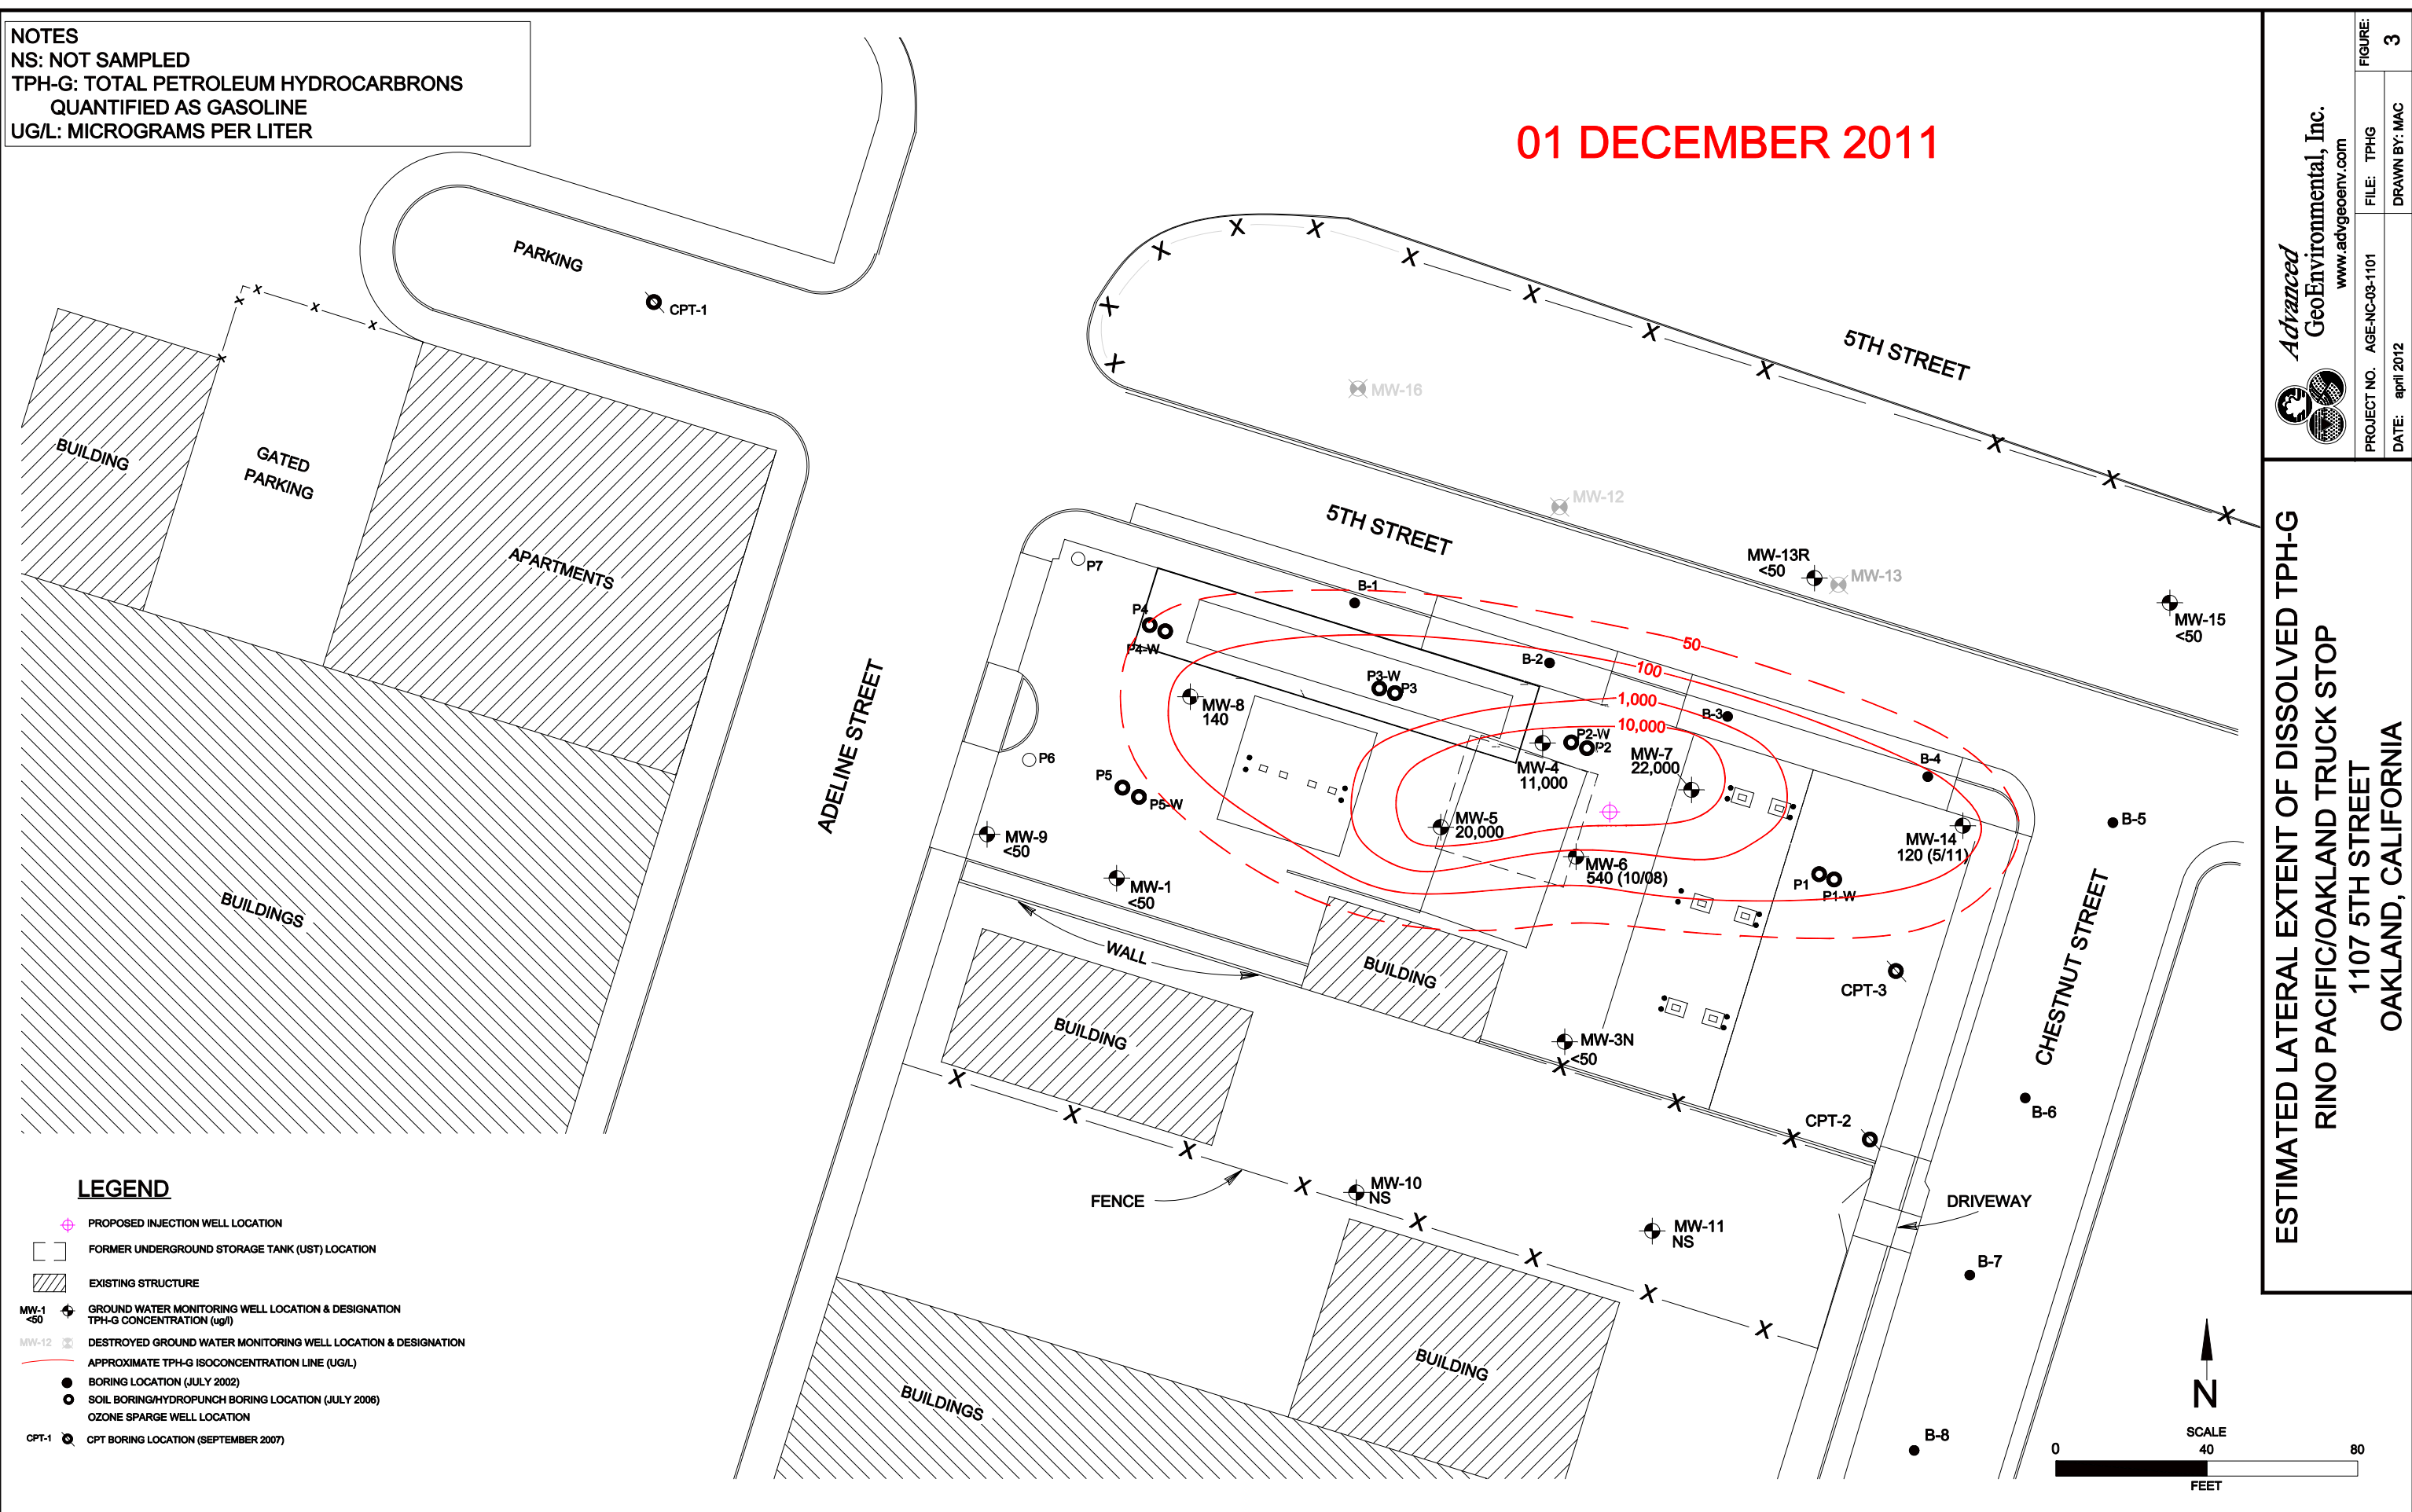 NOTES
NS: NOT SAMPLED
TPH-G: TOTAL PETROLEUM HYDROCARBRONS
QUANTIFIED AS GASOLINE
UG/L: MICROGRAMS PER LITER
01 DECEMBER 2011
PARKING
CPT-1
BUILDING
GATED
PARKING
APARTMENTS
BUILDINGS
ADELINE STREET
5TH STREET
5TH STREET
MW-16
MW-12
MW-13R
<50
MW-13
MW-15
<50
P7
B-1
P4
P4-W
B-2
50
100
1,000
10,000
P3-W
P3
MW-8
140
B-3
P2-W
P2
MW-4
11,000
MW-7
22,000
B-4
P6
P5
P5-W
MW-9
<50
MW-1
<50
MW-5
20,000
MW-6
540 (10/08)
MW-14
120 (5/11)
B-5
P1
P1-W
WALL
BUILDING
BUILDING
CPT-3
CHESTNUT STREET
MW-3N
<50
CPT-2
B-6
FENCE
MW-10
NS
MW-11
NS
DRIVEWAY
B-7
BUILDING
BUILDINGS
B-8
LEGEND
PROPOSED INJECTION WELL LOCATION
FORMER UNDERGROUND STORAGE TANK (UST) LOCATION
EXISTING STRUCTURE
MW-1
<50
GROUND WATER MONITORING WELL LOCATION & DESIGNATION
TPH-G CONCENTRATION (ug/l)
MW-12
DESTROYED GROUND WATER MONITORING WELL LOCATION & DESIGNATION
APPROXIMATE TPH-G ISOCONCENTRATION LINE (UG/L)
BORING LOCATION (JULY 2002)
SOIL BORING/HYDROPUNCH BORING LOCATION (JULY 2006)
OZONE SPARGE WELL LOCATION
CPT-1
CPT BORING LOCATION (SEPTEMBER 2007)
N
SCALE
0 40 80
FEET
ESTIMATED LATERAL EXTENT OF DISSOLVED TPH-G
RINO PACIFIC/OAKLAND TRUCK STOP
1107 5TH STREET
OAKLAND, CALIFORNIA
Advanced
GeoEnvironmental, Inc.
www.advgeoenv.com
PROJECT NO. AGE-NC-03-1101
FILE: TPHG
FIGURE:
3
DATE: april 2012
DRAWN BY: MAC